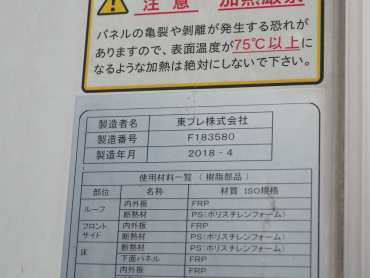 注意 加熱厳禁
パネルの亀裂や剥離が発生する恐れが
ありますので、表面温度が75℃以上に
なるような加熱は絶対にしないで下さい。
製造者名 東プレ株式会社
製造番号 F183580
製造年月 2018-4
使用材料一覧（樹脂部品）
部位 名称 材質 ISO規格
ルーフ 内外板 FRP
断熱材 PS(ポリスチレンフォーム)
フロント サイド 内外板 FRP
断熱材 PS(ポリスチレンフォーム)
床 断熱材 PS(ポリスチレンフォーム)
下面パネル FRP
内外板 FRP